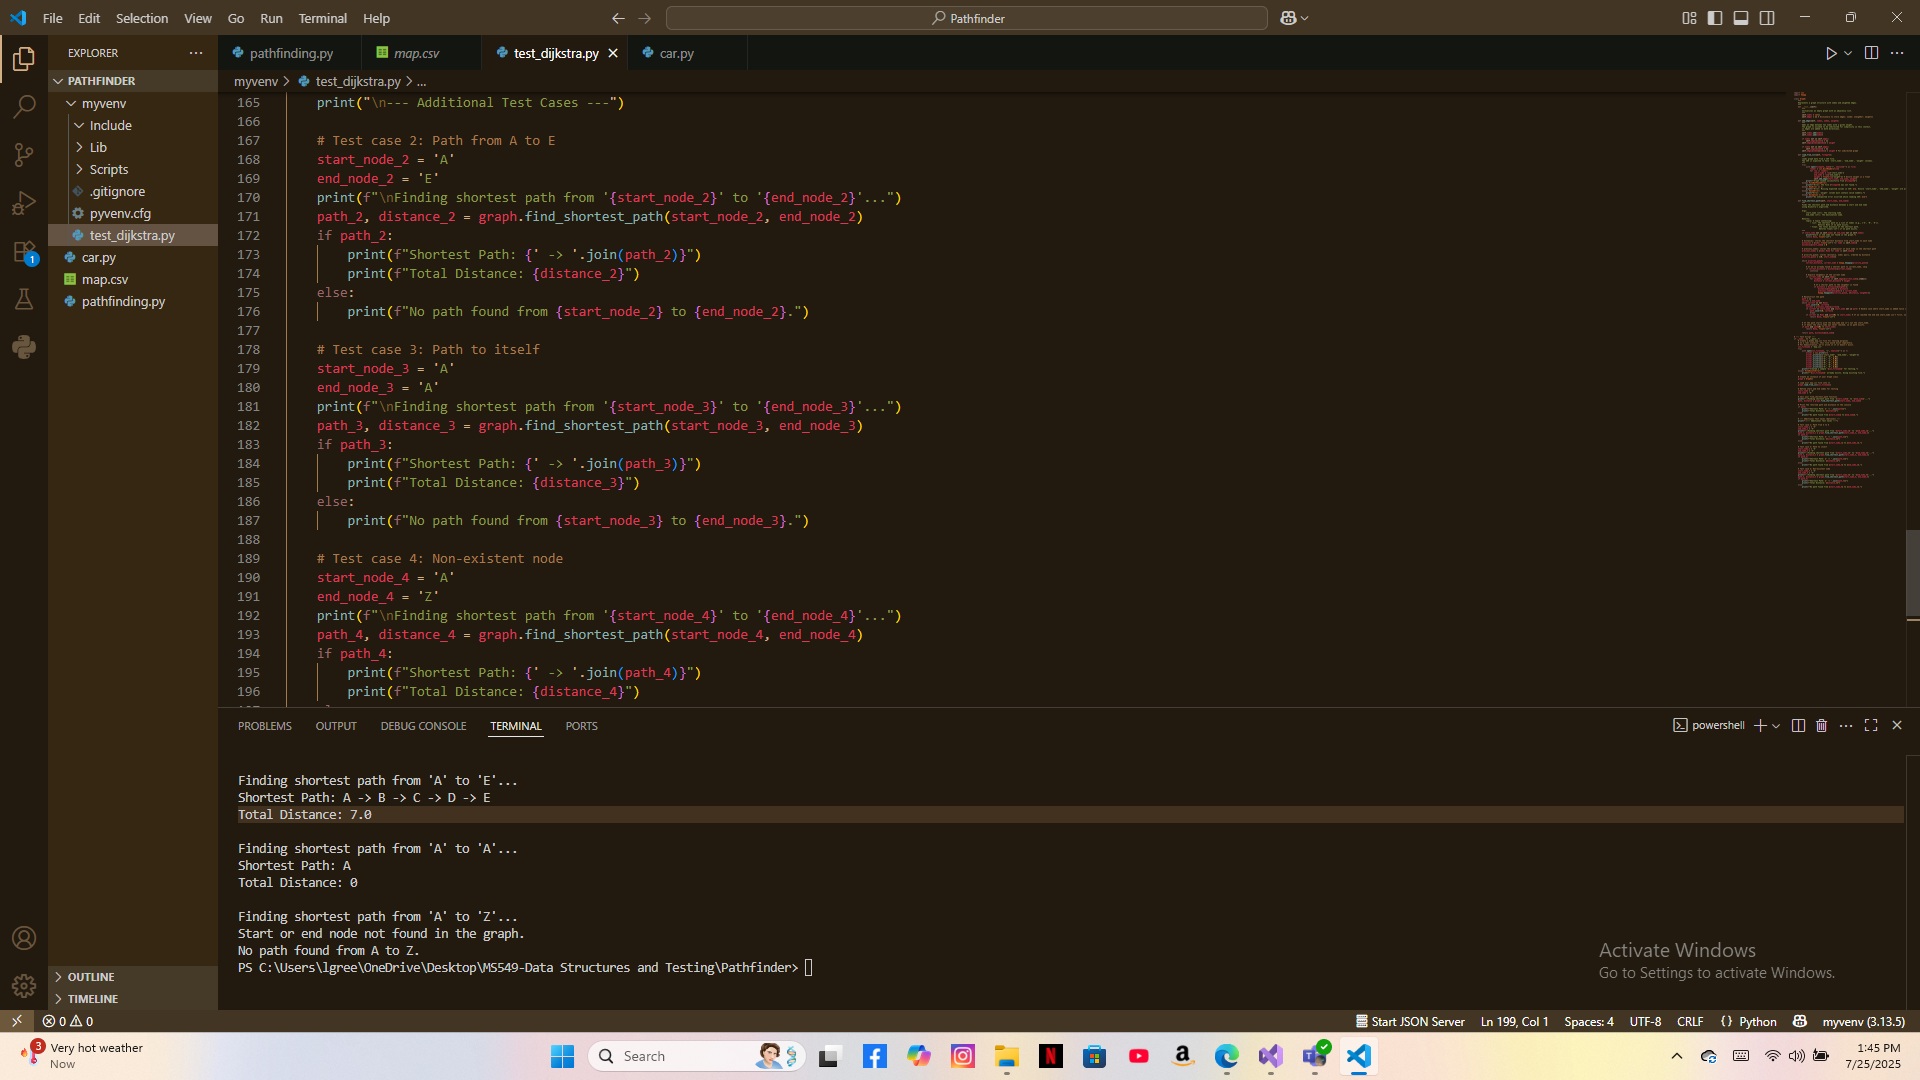 File Edit Selection View Go Run Terminal Help
Pathfinder
EXPLORER
PATHFINDER
myvenv
Include
Lib
Scripts
.gitignore
pyvenv.cfg
test_dijkstra.py
car.py
map.csv
pathfinding.py
OUTLINE
TIMELINE
1
pathfinding.py map.csv test_dijkstra.py car.py
myvenv > test_dijkstra.py > ...
165 print("\n--- Additional Test Cases ---")
166
167 # Test case 2: Path from A to E
168 start_node_2 = 'A'
169 end_node_2 = 'E'
170 print(f"\nFinding shortest path from '{start_node_2}' to '{end_node_2}'...")
171 path_2, distance_2 = graph.find_shortest_path(start_node_2, end_node_2)
172 if path_2:
173 print(f"Shortest Path: {' -> '.join(path_2)}")
174 print(f"Total Distance: {distance_2}")
175 else:
176 print(f"No path found from {start_node_2} to {end_node_2}.")
177
178 # Test case 3: Path to itself
179 start_node_3 = 'A'
180 end_node_3 = 'A'
181 print(f"\nFinding shortest path from '{start_node_3}' to '{end_node_3}'...")
182 path_3, distance_3 = graph.find_shortest_path(start_node_3, end_node_3)
183 if path_3:
184 print(f"Shortest Path: {' -> '.join(path_3)}")
185 print(f"Total Distance: {distance_3}")
186 else:
187 print(f"No path found from {start_node_3} to {end_node_3}.")
188
189 # Test case 4: Non-existent node
190 start_node_4 = 'A'
191 end_node_4 = 'Z'
192 print(f"\nFinding shortest path from '{start_node_4}' to '{end_node_4}'...")
193 path_4, distance_4 = graph.find_shortest_path(start_node_4, end_node_4)
194 if path_4:
195 print(f"Shortest Path: {' -> '.join(path_4)}")
196 print(f"Total Distance: {distance_4}")
PROBLEMS OUTPUT DEBUG CONSOLE TERMINAL PORTS
powershell
Finding shortest path from 'A' to 'E'...
Shortest Path: A -> B -> C -> D -> E
Total Distance: 7.0
Finding shortest path from 'A' to 'A'...
Shortest Path: A
Total Distance: 0
Finding shortest path from 'A' to 'Z'...
Start or end node not found in the graph.
No path found from A to Z.
PS C:\Users\lgree\OneDrive\Desktop\MS549-Data Structures and Testing\Pathfinder>
Activate Windows
Go to Settings to activate Windows.
0 0
Start JSON Server Ln 199, Col 1 Spaces: 4 UTF-8 CRLF {} Python myvenv (3.13.5)
3
Very hot weather
Now
Search
1:45 PM
7/25/2025